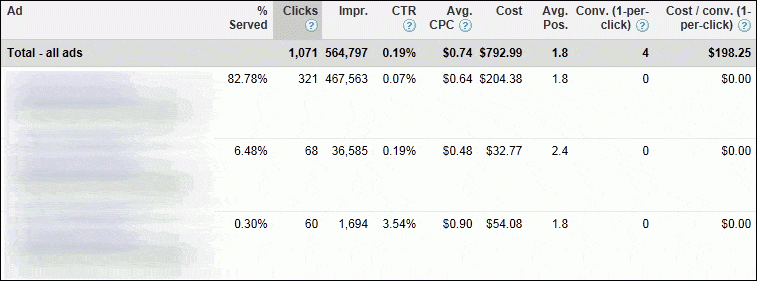 Ad % Served Clicks ? Impr. CTR ? Avg. CPC ? Cost Avg. Pos. Conv. (1-per-click) ? Cost / conv. (1-per-click) ?
Total - all ads 1,071 564,797 0.19% $0.74 $792.99 1.8 4 $198.25
82.78% 321 467,563 0.07% $0.64 $204.38 1.8 0 $0.00
6.48% 68 36,585 0.19% $0.48 $32.77 2.4 0 $0.00
0.30% 60 1,694 3.54% $0.90 $54.08 1.8 0 $0.00